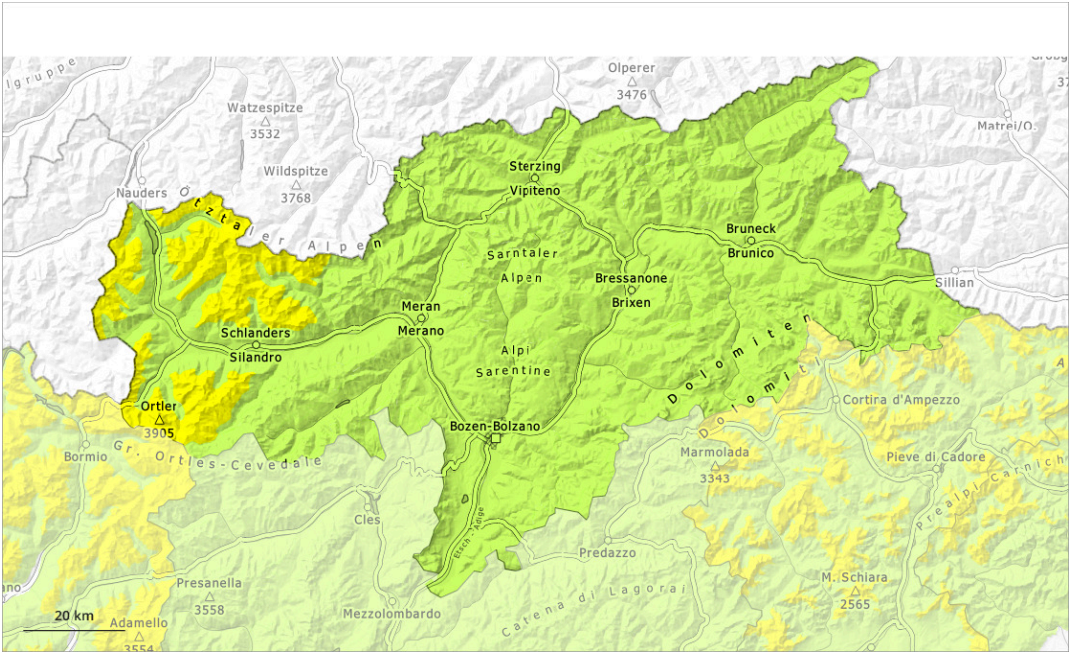 Olperer
3476
Watzespitze
3532
Matrei/O.
Sterzing
Vipiteno
Wildspitze
3768
Nauders
Ötztaler Alpen
Bruneck
Brunico
Sarntaler
Alpen
Bressanone
Brixen
Sillian
Meran
Merano
Schlanders
Silandro
Alpi
Sarentine
Dolomiten
Dolomiti
Ortler
3905
Cortina d'Ampezzo
Bozen-Bolzano
Bormio
Gr. Ortles-Cevedale
Marmolada
3343
Pieve di Cadore
Prealpi Carnich
Cles
Etsch - Adige
Predazzo
Presanella
3558
M. Schiara
2565
Mezzolombardo
Catena di Lagorai
20 km
Adamello
3554